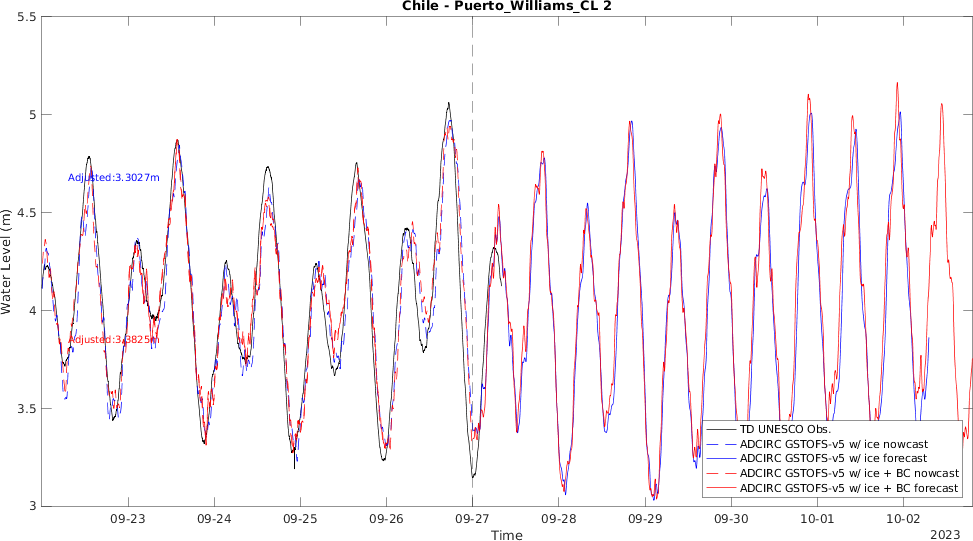 Chile - Puerto_Williams_CL 2
5.5
5
4.5
4
3.5
3
Water Level (m)
Adjusted:3.3027m
Adjusted:3.3825m
TD UNESCO Obs.
ADCIRC GSTOFS-v5 w/ ice nowcast
ADCIRC GSTOFS-v5 w/ ice forecast
ADCIRC GSTOFS-v5 w/ ice + BC nowcast
ADCIRC GSTOFS-v5 w/ ice + BC forecast
09-23 09-24 09-25 09-26 09-27 09-28 09-29 09-30 10-01 10-02
Time
2023